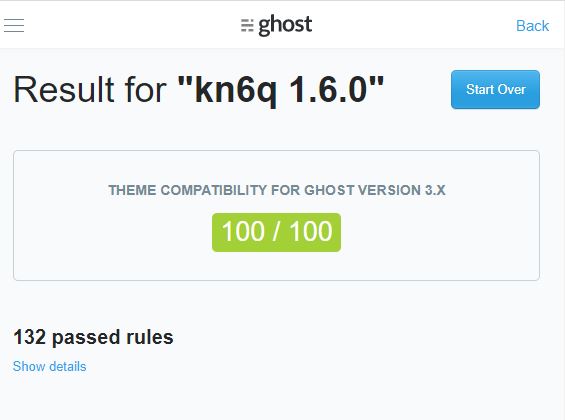 ghost
Back
Result for "kn6q 1.6.0"
Start Over
THEME COMPATIBILITY FOR GHOST VERSION 3.X
100 / 100
132 passed rules
Show details